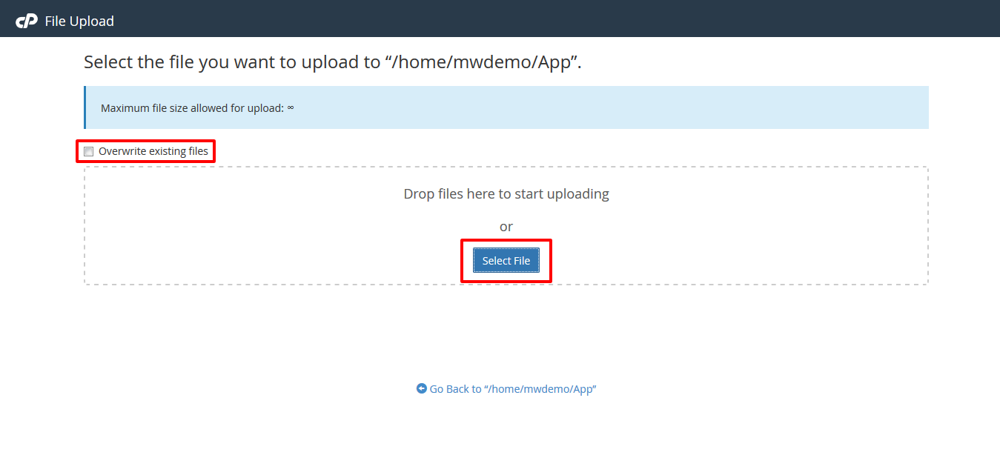 cP File Upload
Select the file you want to upload to “/home/mwdemo/App”.
Maximum file size allowed for upload: ∞
Overwrite existing files
Drop files here to start uploading
or
Select File
Go Back to “/home/mwdemo/App”